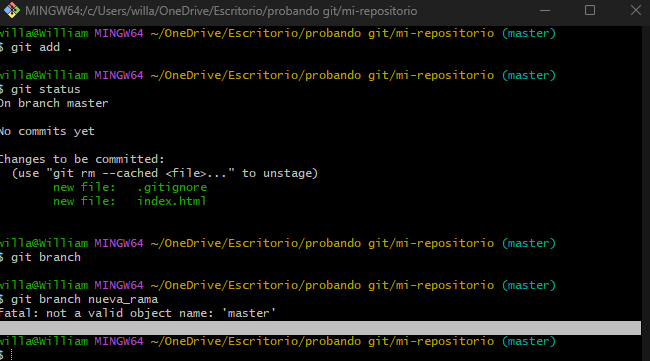 MINGW64:/c/Users/willa/OneDrive/Escritorio/probando git/mi-repositorio
willa@William MINGW64 ~/OneDrive/Escritorio/probando git/mi-repositorio (master)
$ git add .
willa@William MINGW64 ~/OneDrive/Escritorio/probando git/mi-repositorio (master)
$ git status
On branch master
No commits yet
Changes to be committed:
(use "git rm --cached <file>..." to unstage)
new file: .gitignore
new file: index.html
willa@William MINGW64 ~/OneDrive/Escritorio/probando git/mi-repositorio (master)
$ git branch
willa@William MINGW64 ~/OneDrive/Escritorio/probando git/mi-repositorio (master)
$ git branch nueva_rama
fatal: not a valid object name: 'master'
willa@William MINGW64 ~/OneDrive/Escritorio/probando git/mi-repositorio (master)
$